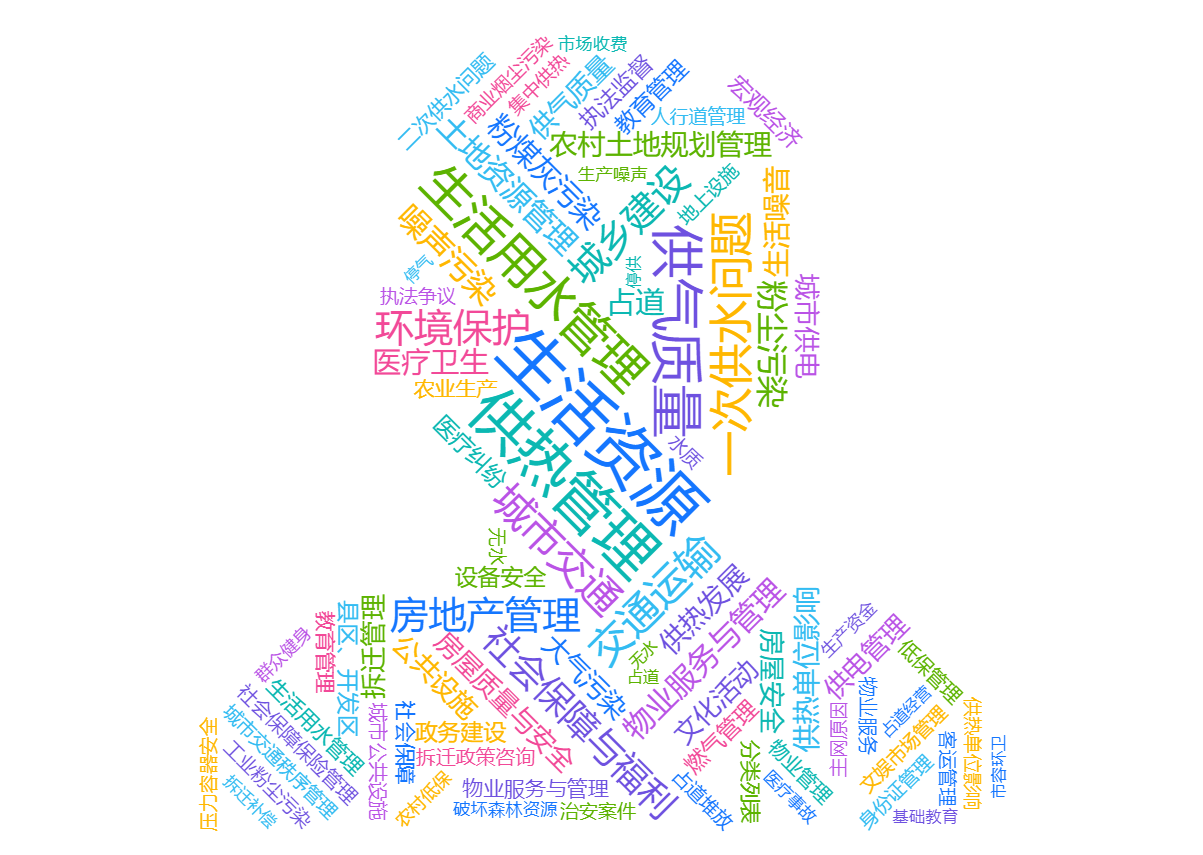 市场收费
商业烟尘污染
二次供水问题
集中供热
供气质量
执法监督
教育管理
宏观经济
人行道管理
土地资源管理
粉煤灰污染
农村土地规划管理
生产噪声
地上设施
生活噪音
生活用水管理
城乡建设
噪声污染
供气质量
一次供水问题
停气
停供
执法争议
占道
粉尘污染
城市供电
环境保护
医疗卫生
农业生产
生活资源
供热管理
医疗纠纷
水质
城市交通
无水
设备安全
交通运输
供热发展
房地产管理
社会保障与福利
大气污染
无水
占道
物业服务与管理
房屋安全
供热单位影响
生产资金
供电管理
低保管理
拆迁管理
县区、开发区
教育管理
群众健身
公共设施
房屋质量与安全
文化活动
生活用水管理
社会保障保险管理
城市交通秩序管理
工业粉尘污染
拆迁补偿
压力容器安全
城市公共设施
社会保障
政务建设
拆迁政策咨询
农村低保
物业服务与管理
破坏森林资源
治安案件
燃气管理
占道堆放
分类列表
物业管理
医疗事故
主网原因
物业服务
占道经营
文娱市场管理
身份证管理
客运管理
供热单位影响
市容环卫
基础教育